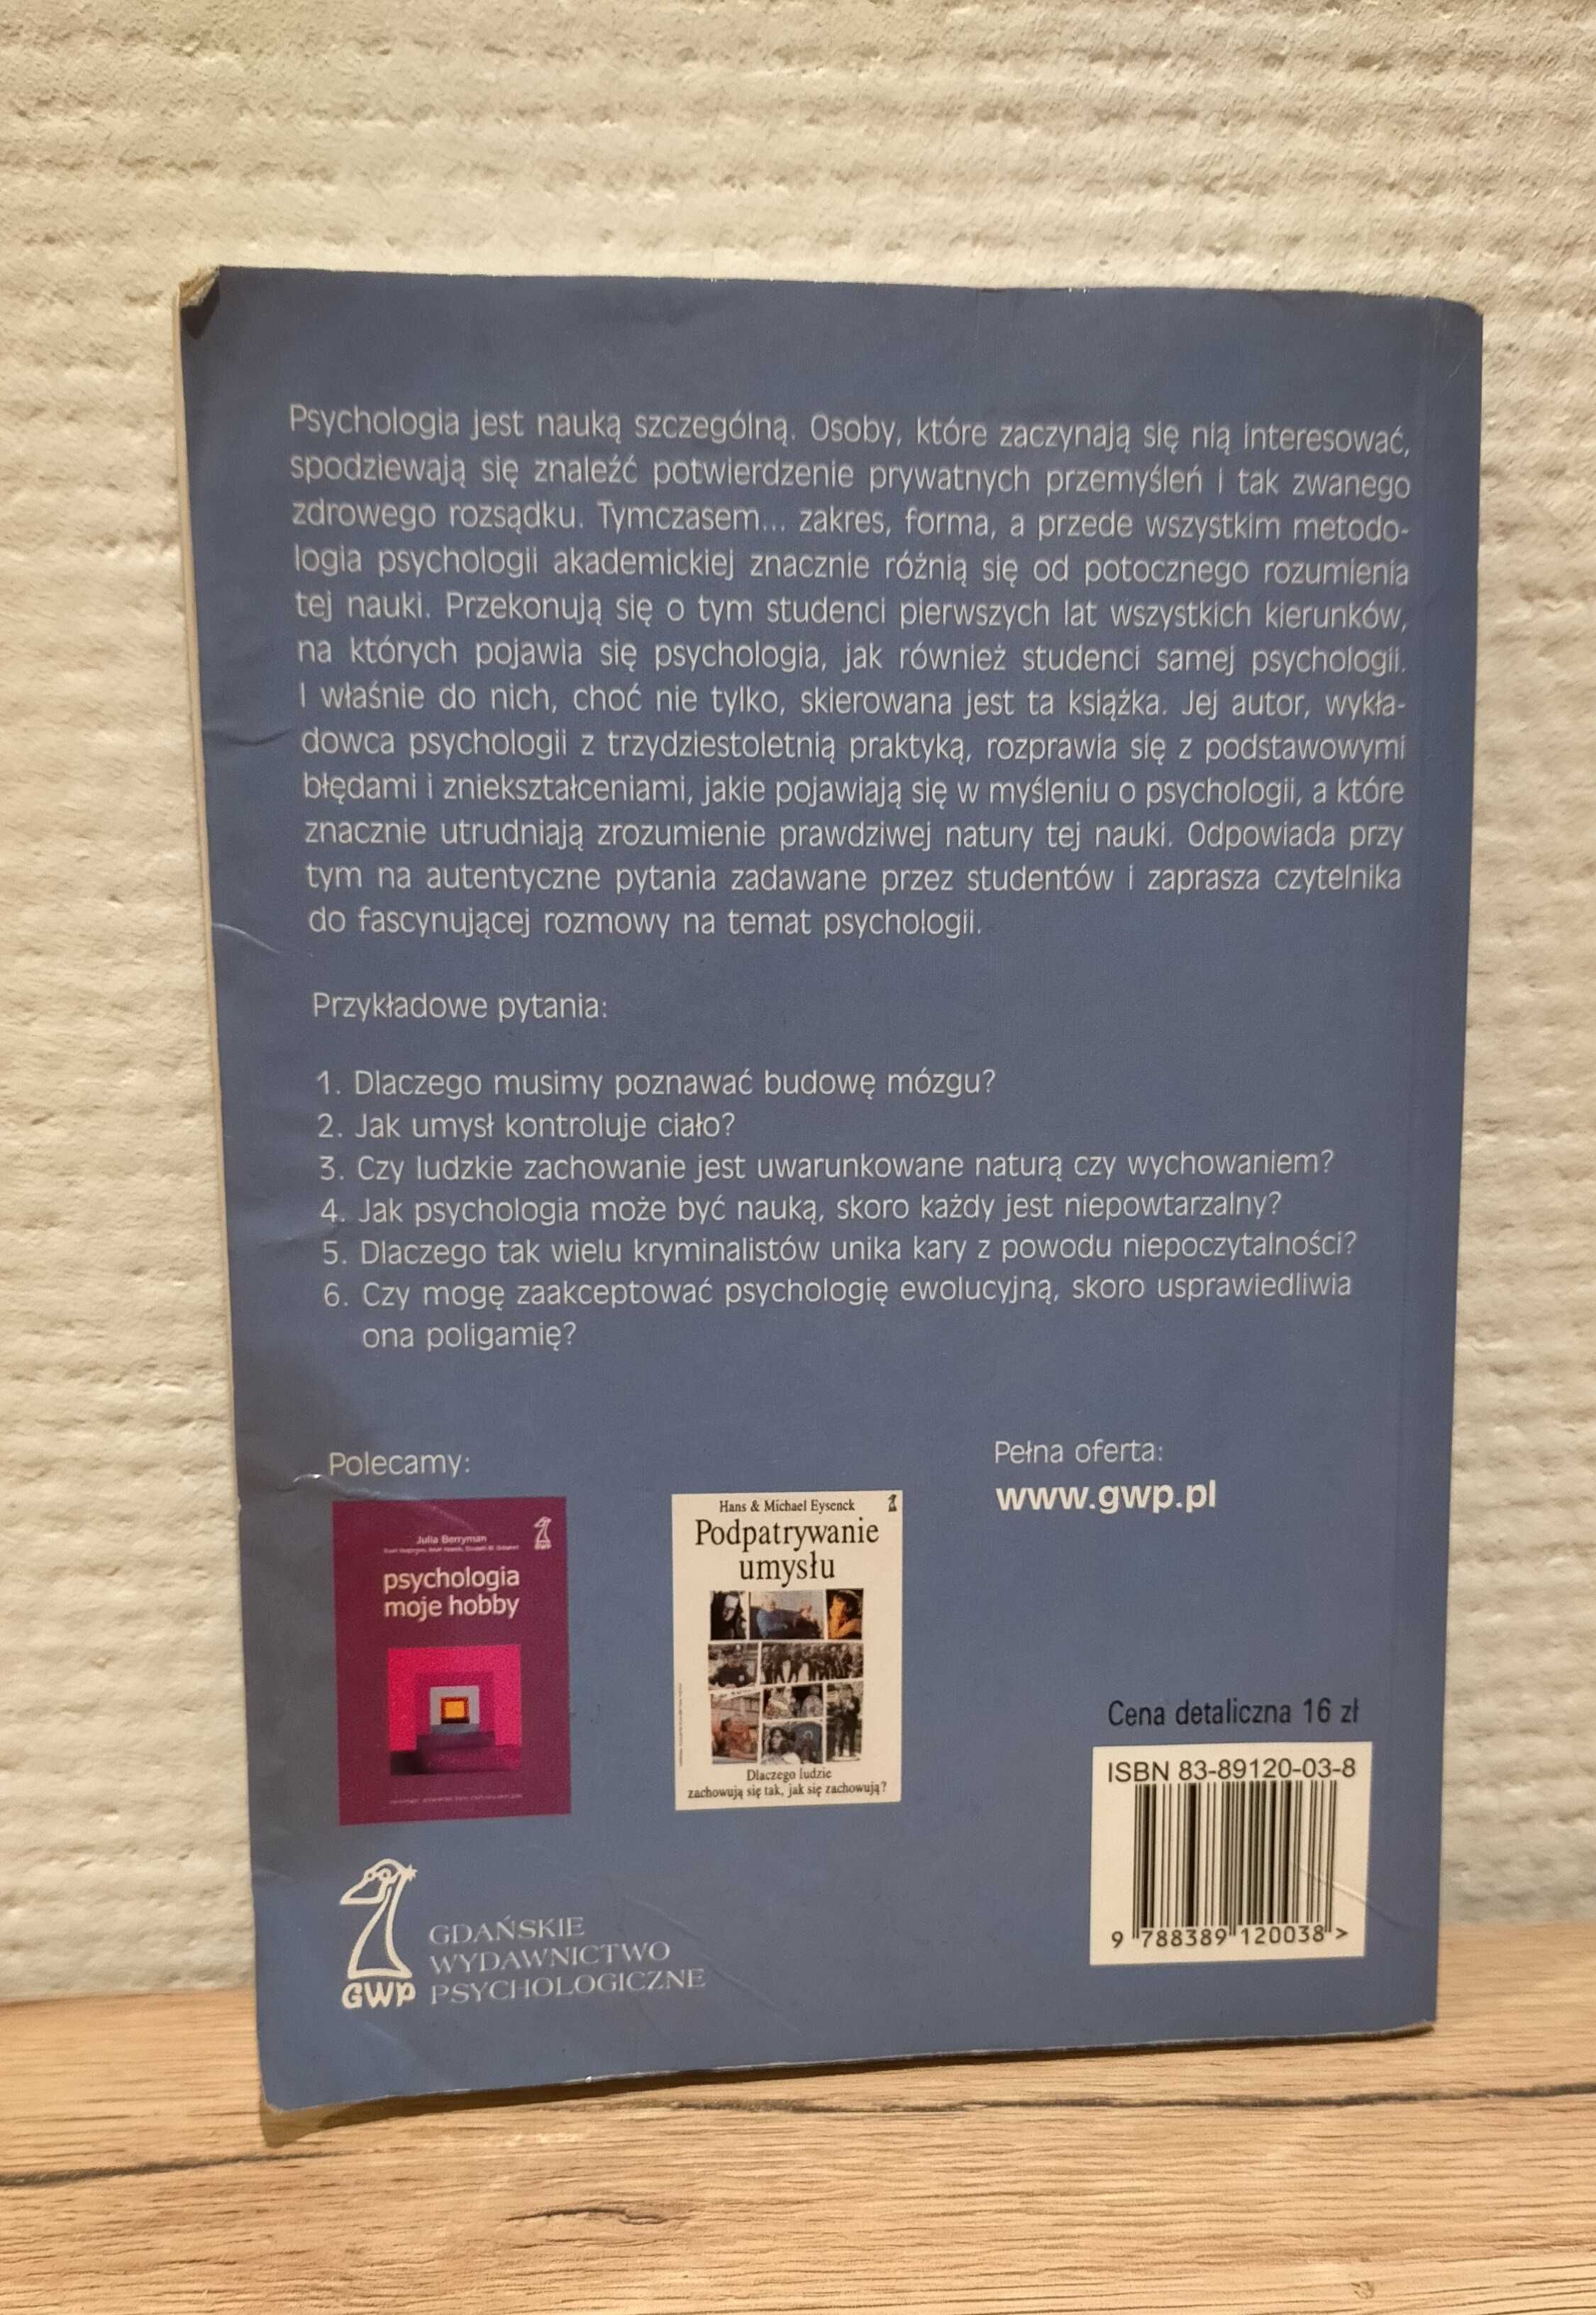 Psychologia jest nauką szczególną. Osoby, które zaczynają się nią interesować,
spodziewają się znaleźć potwierdzenie prywatnych przemyśleń i tak zwanego
zdrowego rozsądku. Tymczasem... zakres, forma, a przede wszystkim metodo-
logia psychologii akademickiej znacznie różnią się od potocznego rozumienia
tej nauki. Przekonują się o tym studenci pierwszych lat wszystkich kierunków,
na których pojawia się psychologia, jak również studenci samej psychologii.
I właśnie do nich, choć nie tylko, skierowana jest ta książka. Jej autor, wykła-
dowca psychologii z trzydziestoletnią praktyką, rozprawia się z podstawowymi
błędami i zniekształceniami, jakie pojawiają się w myśleniu o psychologii, a które
znacznie utrudniają zrozumienie prawdziwej natury tej nauki. Odpowiada przy
tym na autentyczne pytania zadawane przez studentów i zaprasza czytelnika
do fascynującej rozmowy na temat psychologii.
Przykładowe pytania:
1. Dlaczego musimy poznawać budowę mózgu?
2. Jak umysł kontroluje ciało?
3. Czy ludzkie zachowanie jest uwarunkowane naturą czy wychowaniem?
4. Jak psychologia może być nauką, skoro każdy jest niepowtarzalny?
5. Dlaczego tak wielu kryminalistów unika kary z powodu niepoczytalności?
6. Czy mogę zaakceptować psychologię ewolucyjną, skoro usprawiedliwia
ona poligamię?
Polecamy:
Julia Berryman
GWP
psychologia
moje hobby
Hans & Michael Eysenck
Podpatrywanie
umysłu
Dlaczego ludzie
zachowują się tak, jak się zachowują?
Pełna oferta:
www.gwp.pl
Cena detaliczna 16 zł
ISBN 83-89120-03-8
9 788389 120038 >
GWP
GDAŃSKIE
WYDAWNICTWO
PSYCHOLOGICZNE